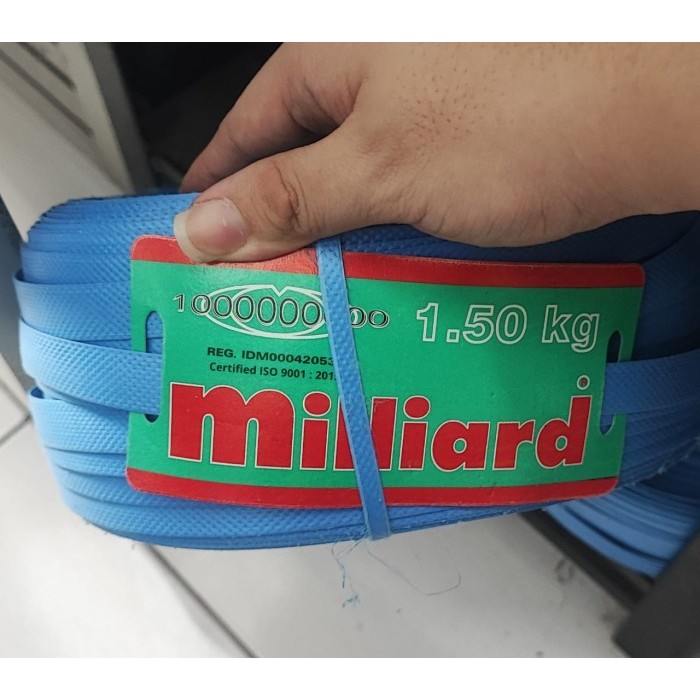 1.50 kg
REG. IDM00042053
Certified ISO 9001 : 201
milliard